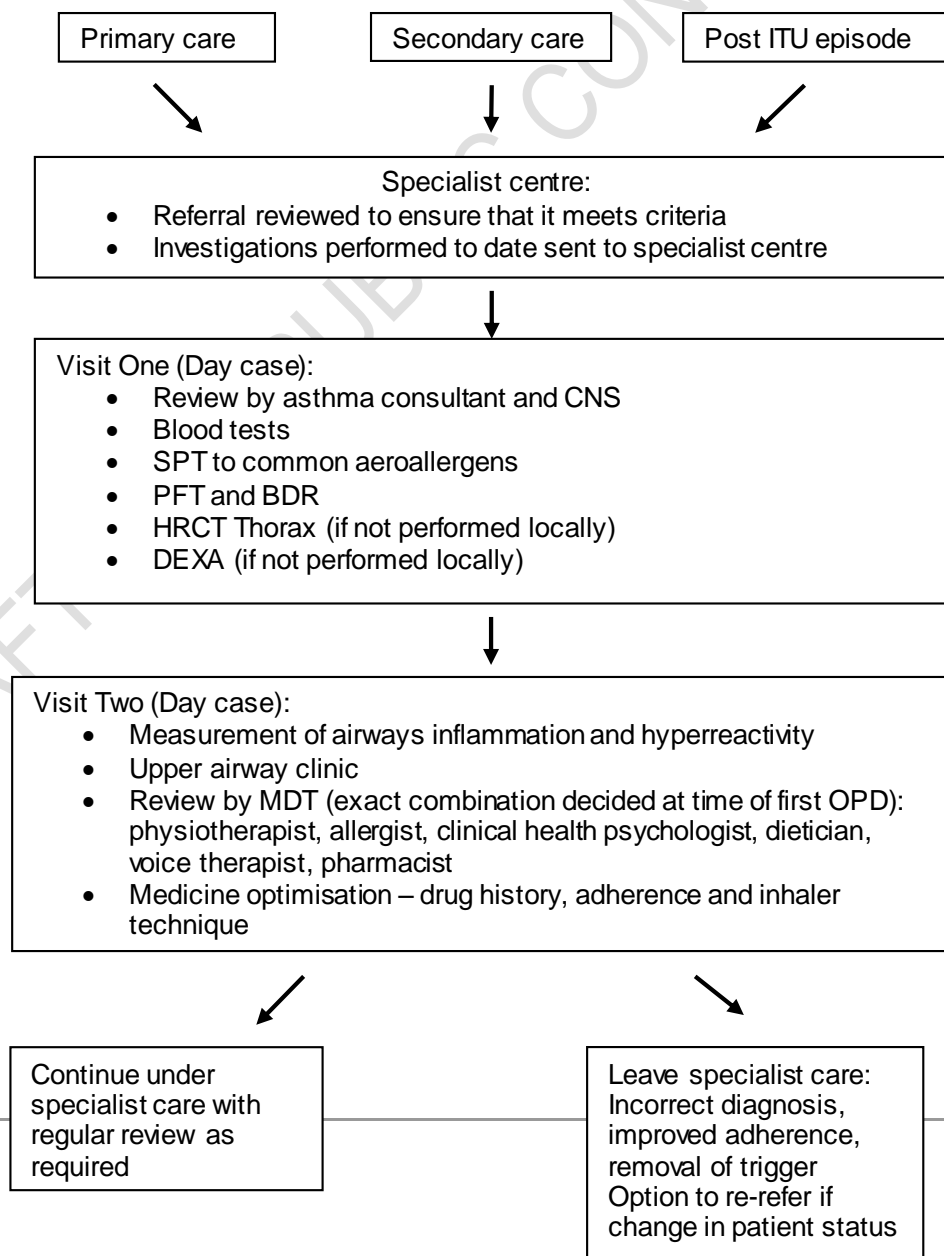 Primary care
Secondary care
Post ITU episode
Specialist centre:
• Referral reviewed to ensure that it meets criteria
• Investigations performed to date sent to specialist centre
Visit One (Day case):
• Review by asthma consultant and CNS
• Blood tests
• SPT to common aeroallergens
• PFT and BDR
• HRCT Thorax (if not performed locally)
• DEXA (if not performed locally)
Visit Two (Day case):
• Measurement of airways inflammation and hyperreactivity
• Upper airway clinic
• Review by MDT (exact combination decided at time of first OPD):
physiotherapist, allergist, clinical health psychologist, dietician,
voice therapist, pharmacist
• Medicine optimisation – drug history, adherence and inhaler
technique
Continue under
specialist care with
regular review as
required
Leave specialist care:
Incorrect diagnosis,
improved adherence,
removal of trigger
Option to re-refer if
change in patient status